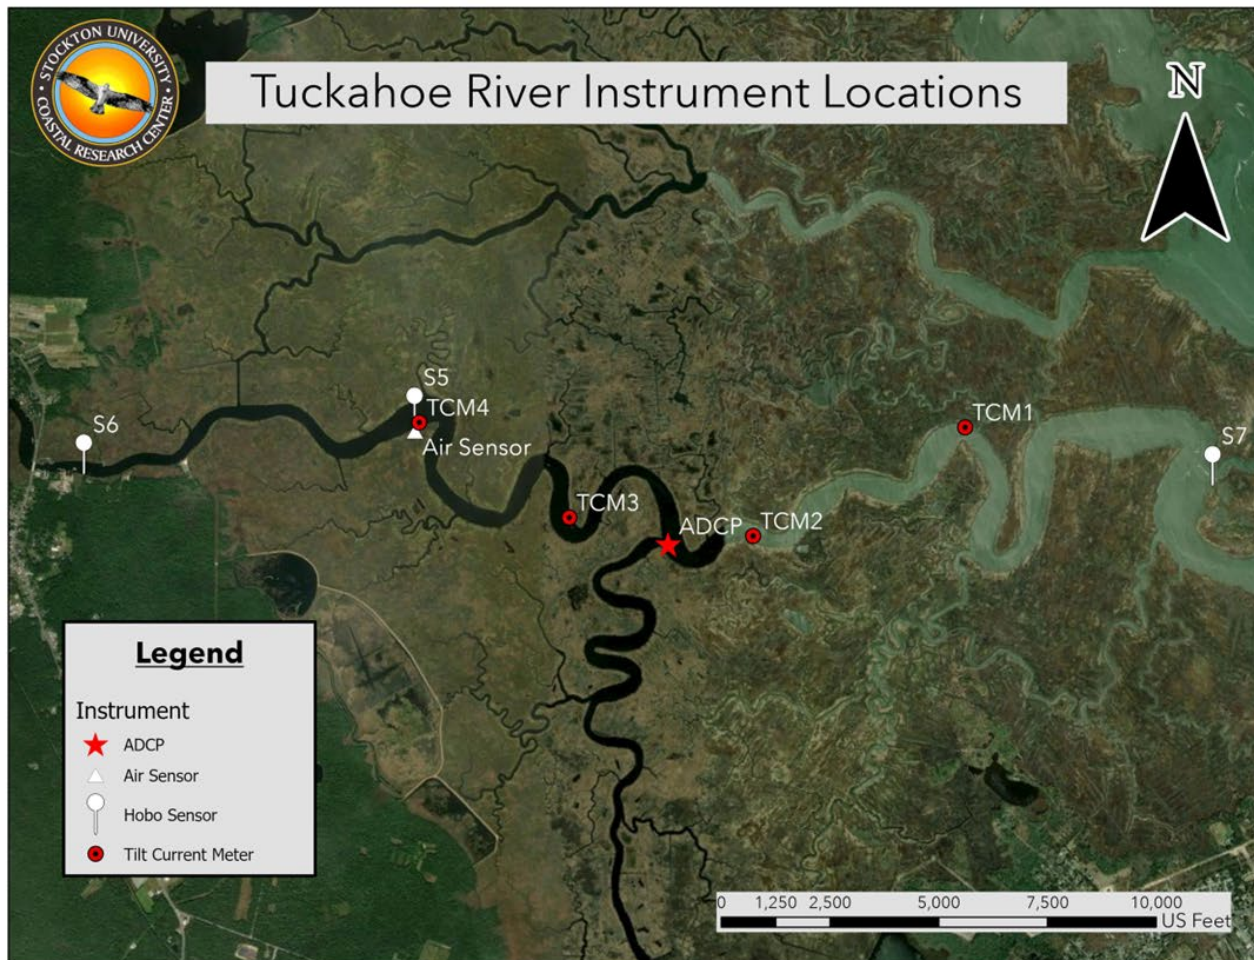 STOCKTON UNIVERSITY
COASTAL RESEARCH CENTER
Tuckahoe River Instrument Locations
N
S5
TCM4
Air Sensor
S6
TCM1
S7
TCM3
ADCP
TCM2
Legend
Instrument
ADCP
Air Sensor
Hobo Sensor
Tilt Current Meter
0 1,250 2,500 5,000 7,500 10,000
US Feet